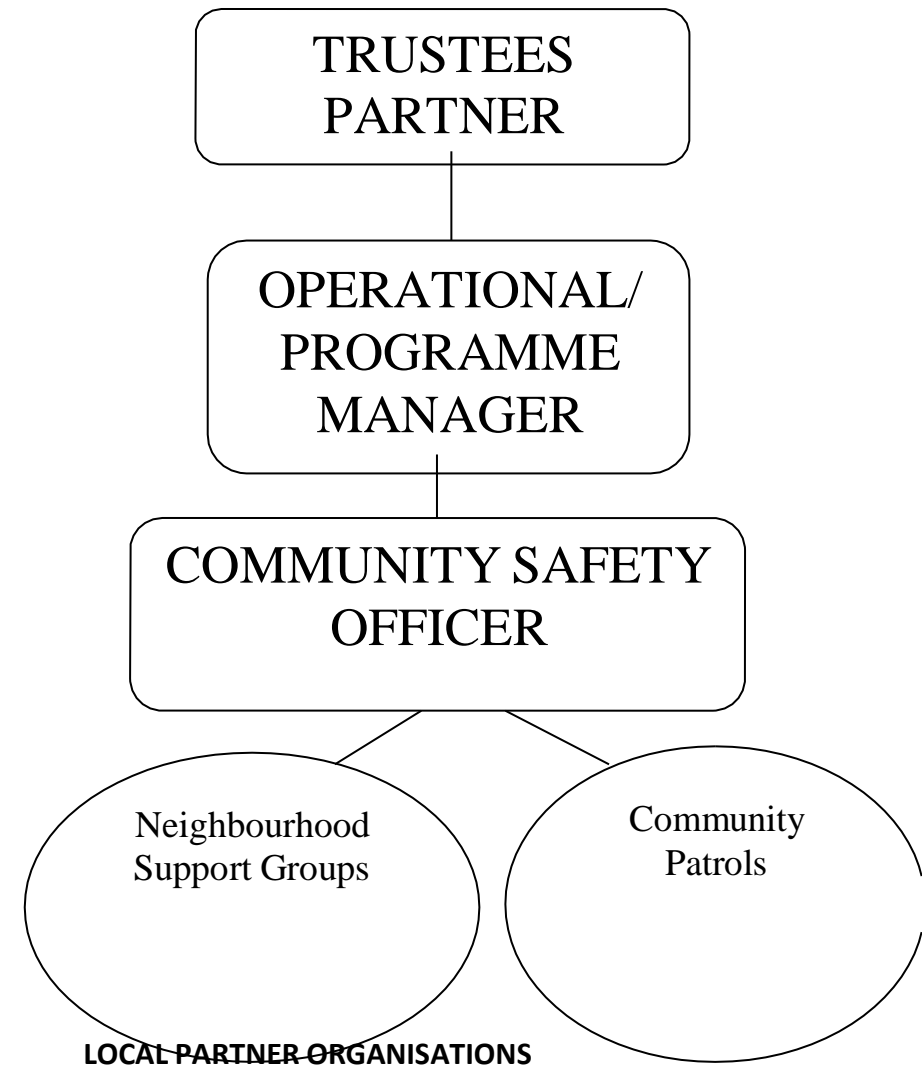 TRUSTEES
PARTNER
OPERATIONAL/
PROGRAMME
MANAGER
COMMUNITY SAFETY
OFFICER
Neighbourhood
Support Groups
Community
Patrols
LOCAL PARTNER ORGANISATIONS